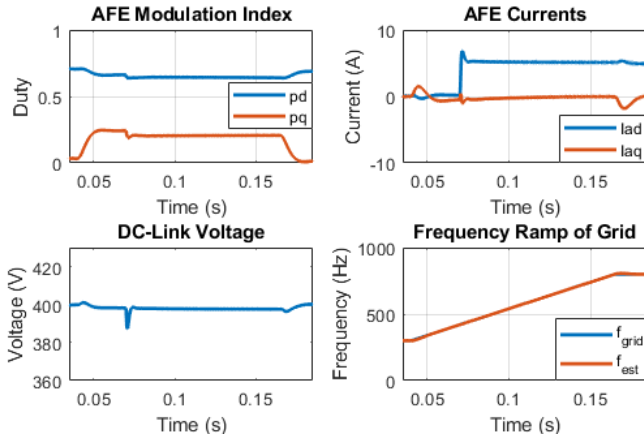 AFE Modulation Index
1
0.5
0
Duty
pd
pq
0.05
0.1
0.15
Time (s)
AFE Currents
10
0
-10
Current (A)
Iad
Iaq
0.05
0.1
0.15
Time (s)
DC-Link Voltage
420
400
380
360
Voltage (V)
0.05
0.1
0.15
Time (s)
Frequency Ramp of Grid
1000
500
0
Frequency (Hz)
f_grid
f_est
0.05
0.1
0.15
Time (s)